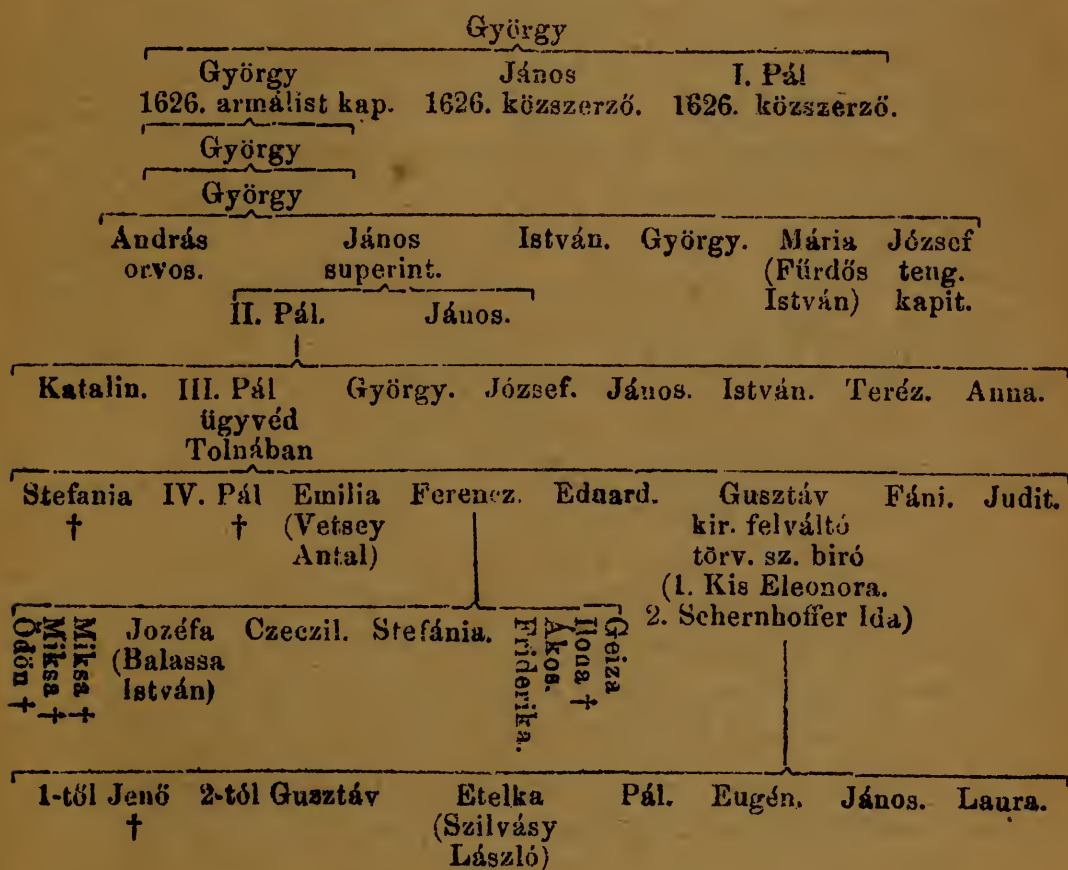 György
György János I. Pál
1626. armálist kap. 1626. közszerző. 1626. közszerző.
György
György
András János István. György. Mária József
orvos. superint. (Fűrdős teng.
István) kapit.
II. Pál. János.
Katalin. III. Pál György. József. János. István. Teréz. Anna.
ügyvéd
Tolnában
Stefania IV. Pál Emilia Ferencz. Eduard. Gusztáv Fáni. Judit.
† † (Vetsey kir. felváltó
Antal) törv. sz. biró
(1. Kis Eleonora.
2. Schernhoffer Ida)
Ödön †
Miksa †
Miksa †
Jozéfa Czeczil. Stefánia.
(Balassa
István)
Friderika.
Ákos.
Ilona †
Geiza
1-től Jenő 2-tól Gusztáv Etelka Pál. Eugén. János. Laura.
† (Szilvásy
László)